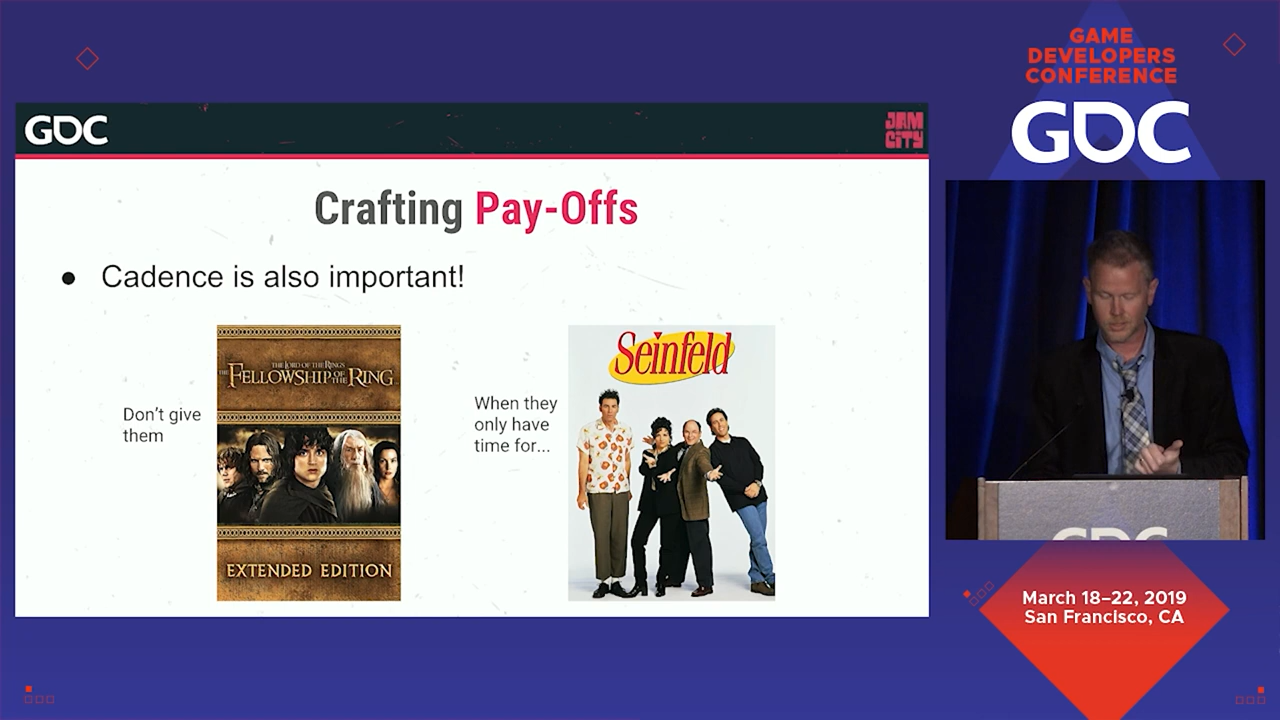 GAME
DEVELOPERS
CONFERENCE
GDC
GDC
JAM
CITY
Crafting Pay-Offs
● Cadence is also important!
Don't give
them
THE LORD OF THE RINGS
THE FELLOWSHIP OF THE RING
EXTENDED EDITION
When they
only have
time for...
Seinfeld
GDC
March 18–22, 2019
San Francisco, CA